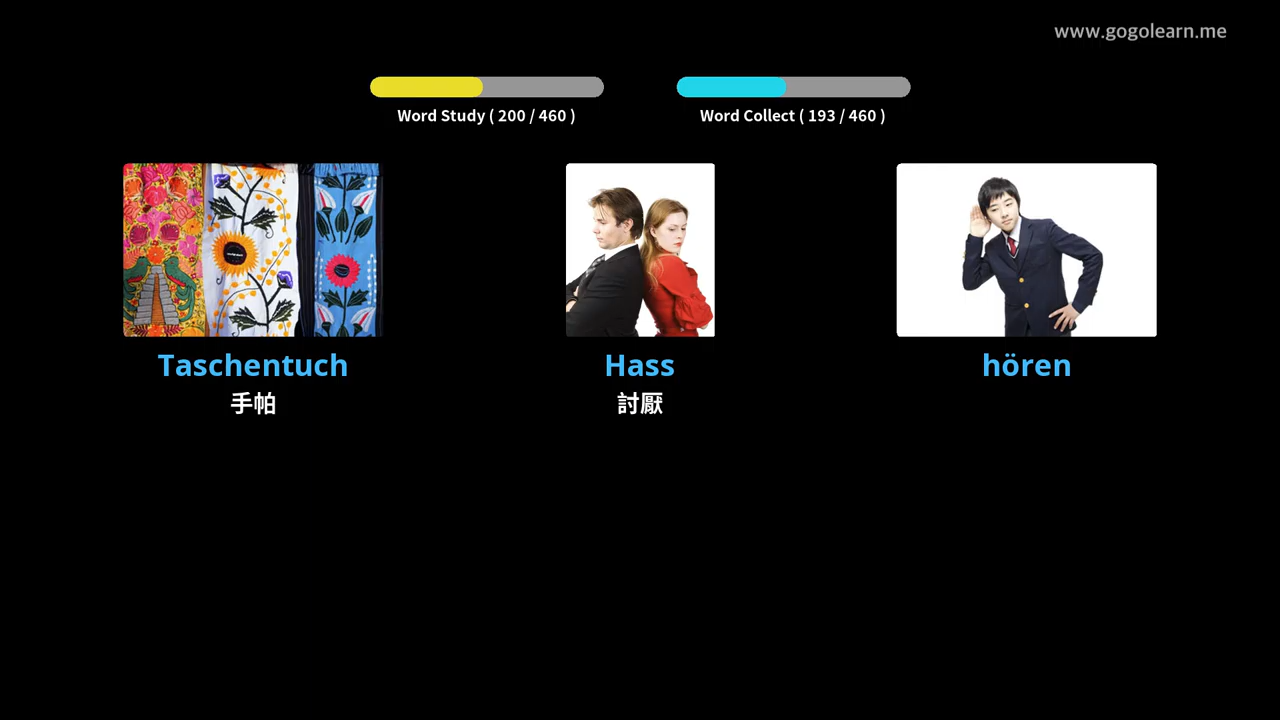 www.gogolearn.me
Word Study ( 200 / 460 )
Word Collect ( 193 / 460 )
Taschentuch
手帕
Hass
討厭
hören